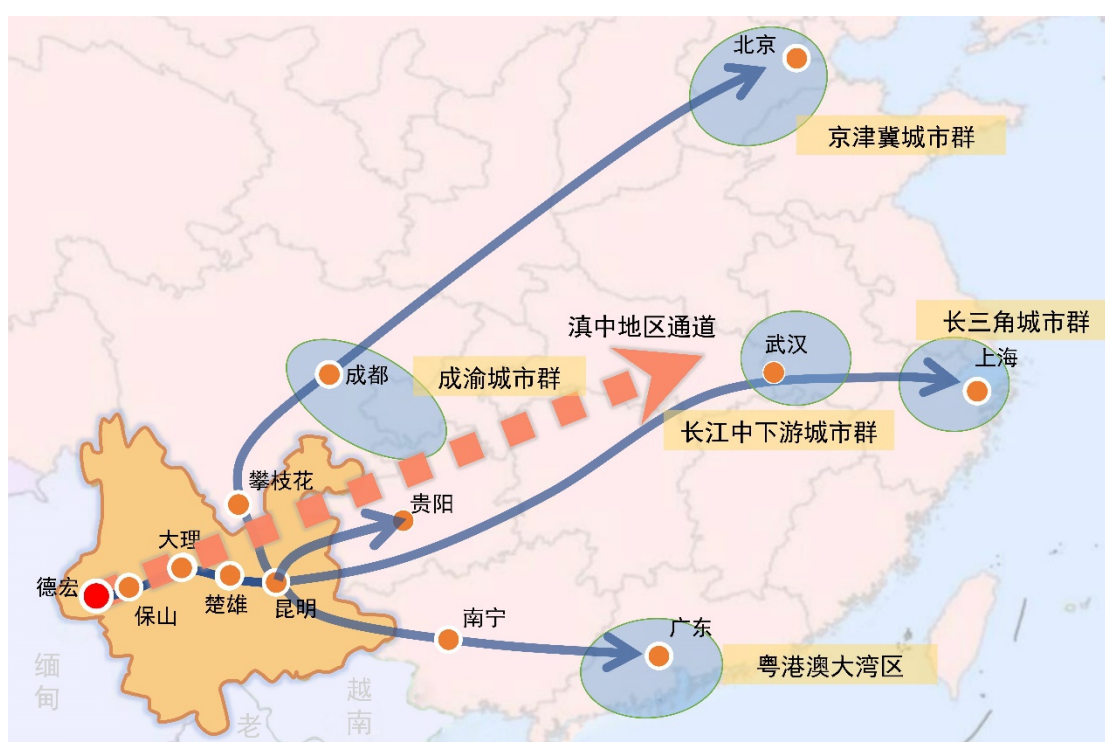 北京
京津冀城市群
滇中地区通道
长三角城市群
武汉
上海
成都
成渝城市群
长江中下游城市群
攀枝花
贵阳
大理
德宏
保山
楚雄
昆明
南宁
广东
粤港澳大湾区
缅
甸
越
南
老